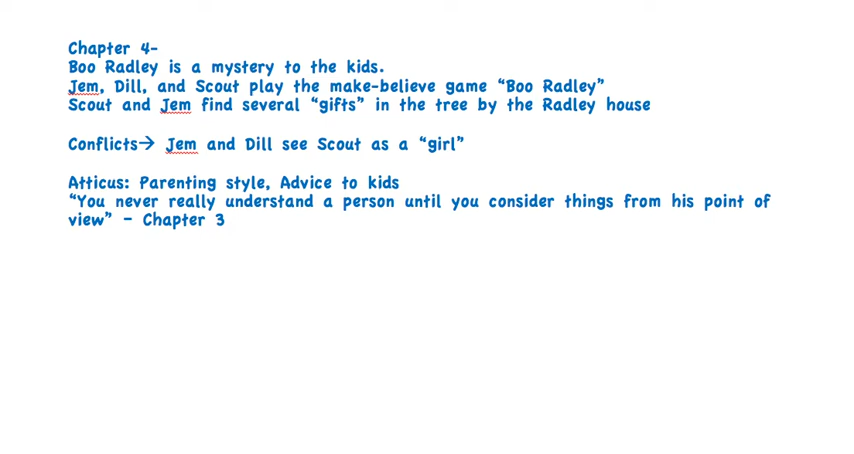 Chapter 4-
Boo Radley is a mystery to the kids.
Jem, Dill, and Scout play the make-believe game “Boo Radley”
Scout and Jem find several “gifts” in the tree by the Radley house
Conflicts→ Jem and Dill see Scout as a “girl”
Atticus: Parenting style, Advice to kids
“You never really understand a person until you consider things from his point of
view” – Chapter 3